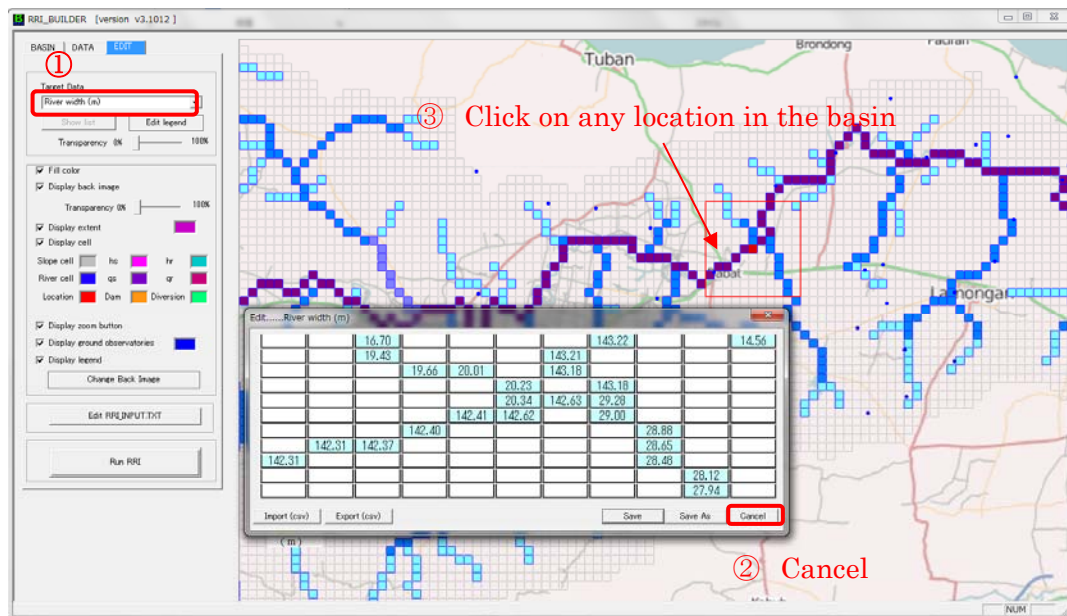 RRI_BUILDER [version v3.1012]
BASIN DATA EDIT
①
Target Data
River width (m)
Show list Edit legend
Transparency 0% 100%
Fill color
Display back image
Transparency 0% 100%
Display extent
Display cell
Slope cell hs hr
River cell qs qr
Location Dam Diversion
Display zoom button
Display ground observatories
Display legend
Change Back Image
Edit RRI_INPUT.TXT
Run RRI
Tuban
Brondong
③ Click on any location in the basin
Babat
Lamongan
Edit......River width (m)
16.70 143.22 14.56
19.43 143.21
19.66 20.01 143.18
20.23 143.18
20.34 142.63 29.28
142.41 142.62 29.00
142.40 28.88
142.31 142.37 28.65
142.31 28.48
28.12
27.94
Import (csv) Export (csv) Save Save As Cancel
(m)
② Cancel
NUM